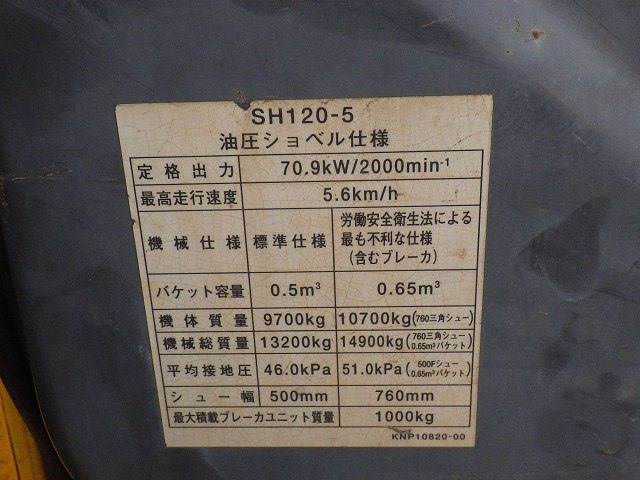 SH120-5
油圧ショベル仕様
定格出力 70.9kW/2000min⁻¹
最高走行速度 5.6km/h
機械仕様 標準仕様 労働安全衛生法による
最も不利な仕様
(含むブレーカ)
バケット容量 0.5m³ 0.65m³
機体質量 9700kg 10700kg(760三角シュー)
機械総質量 13200kg 14900kg(760三角シュー
0.65m³バケット)
平均接地圧 46.0kPa 51.0kPa(500Fシュー
0.65m³バケット)
シュー幅 500mm 760mm
最大積載ブレーカユニット質量 1000kg
KNP10820-00